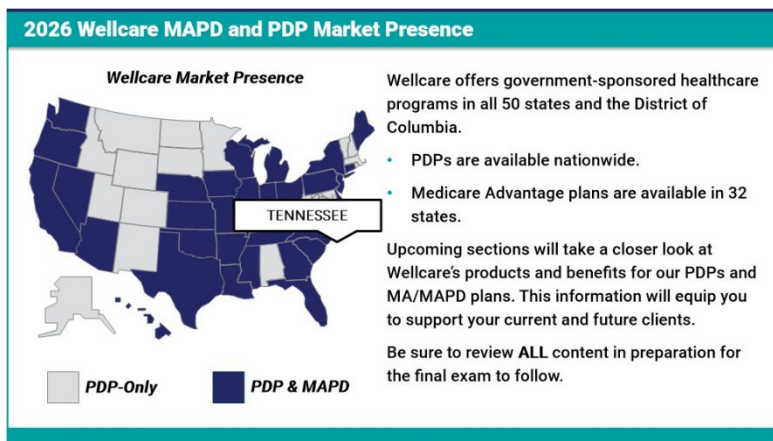 2026 Wellcare MAPD and PDP Market Presence
Wellcare Market Presence
TENNESSEE
PDP-Only
PDP & MAPD
Wellcare offers government-sponsored healthcare
programs in all 50 states and the District of
Columbia.
• PDPs are available nationwide.
• Medicare Advantage plans are available in 32
states.
Upcoming sections will take a closer look at
Wellcare's products and benefits for our PDPs and
MA/MAPD plans. This information will equip you
to support your current and future clients.
Be sure to review ALL content in preparation for
the final exam to follow.